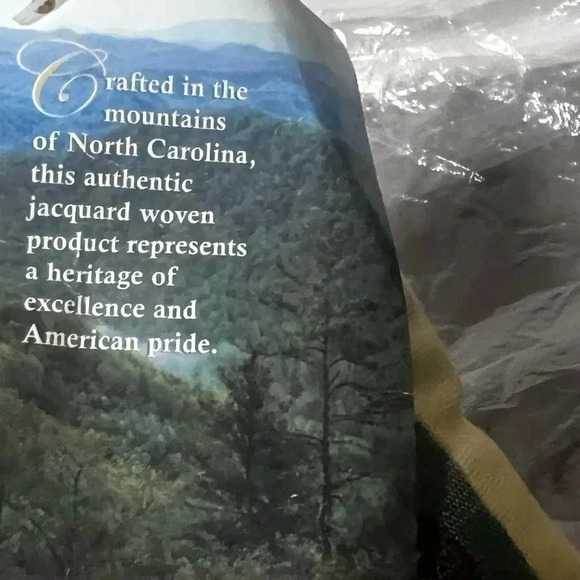 Crafted in the
mountains
of North Carolina,
this authentic
jacquard woven
product represents
a heritage of
excellence and
American pride.